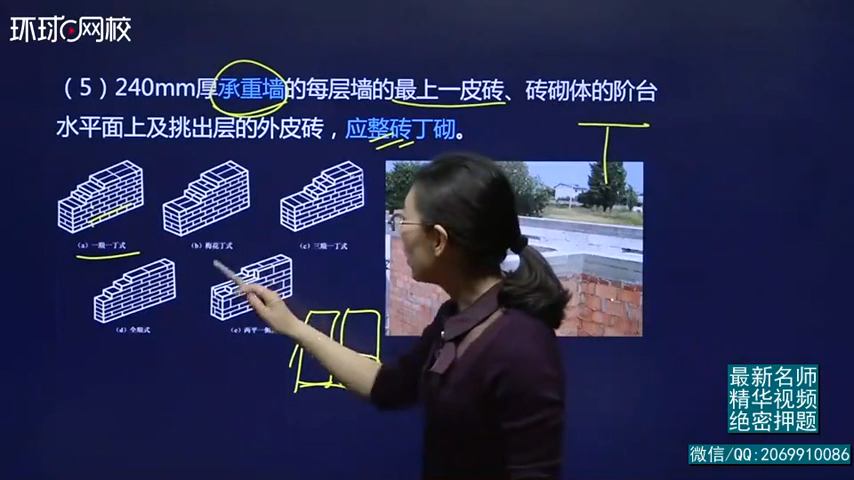 环球网校
（5）240mm厚承重墙的每层墙的最上一皮砖、砖砌体的阶台
水平面上及挑出层的外皮砖，应整砖丁砌。
（a）一顺一丁式
（b）梅花丁式
（c）三顺一丁式
（d）全顺式
（e）两平一侧
最新名师
精华视频
绝密押题
微信/QQ:2069910086